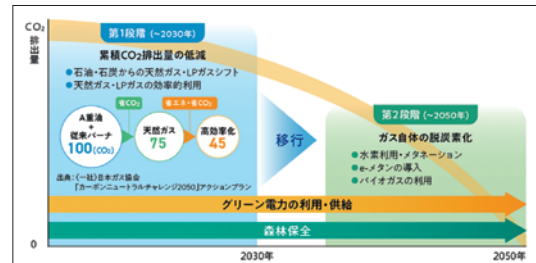 CO₂
排出量
第1段階（～2030年）
累積CO₂排出量の低減
●石油・石炭からの天然ガス・LPガスシフト
●天然ガス・LPガスの効率的利用
省CO₂
省エネ・省CO₂
A重油
+
従来バーナ
100(CO₂)
天然ガス
75
高効率化
45
出典：（一社）日本ガス協会
「カーボンニュートラルチャレンジ2050」アクションプラン
移行
第2段階（～2050年）
ガス自体の脱炭素化
●水素利用・メタネーション
●e-メタンの導入
●バイオガスの利用
グリーン電力の利用・供給
森林保全
0
2030年
2050年